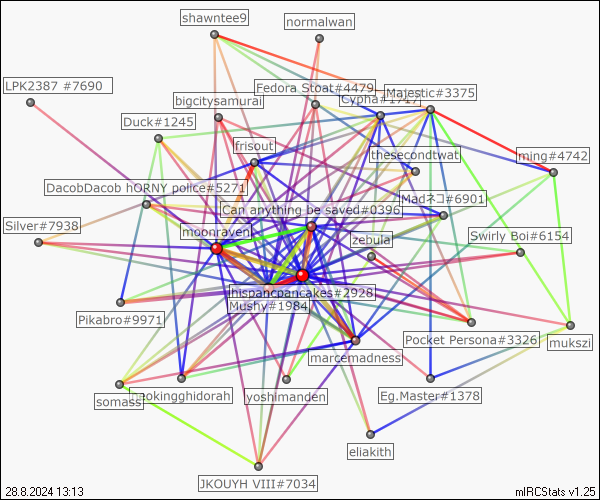 shawntee9
normalwan
LPK2387 #7690
Fedora Stoat#4479
Majestic#3375
bigcitysamurai
Cypha#1717
Duck#1245
frisout
thesecondtwat
ming#4742
DacobDacob hORNY police#5271
Madネコ#6901
Can anything be saved#0396
Silver#7938
moonraven
zebula
Swirly Boi#6154
hispancpancakes#2928
Mushy#1984
Pikabro#9971
Pocket Persona#3326
mukszi
marcemadness
somass
yoshimanden
Eg.Master#1378
eliakith
JKOUYH VIII#7034
28.8.2024 13:13
mIRCStats v1.25